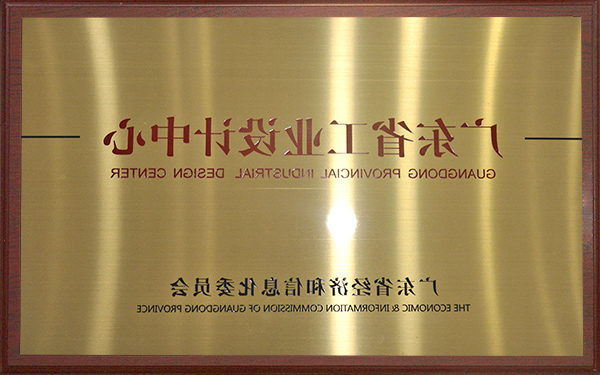 广东省工业设计中心
GUANGDONG PROVINCIAL INDUSTRIAL DESIGN CENTER
广东省经济和信息化委员会
THE ECONOMIC & INFORMATION COMMISSION OF GUANGDONG PROVINCE